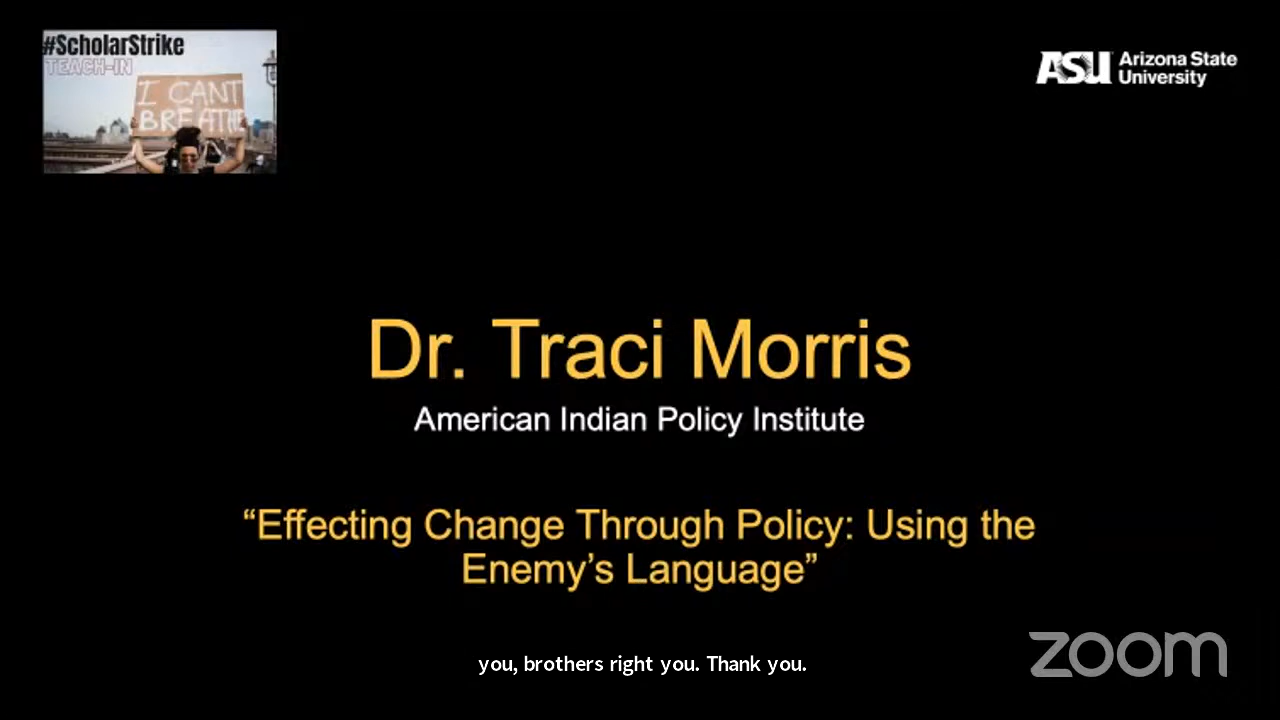 #ScholarStrike
TEACH-IN
I CANT
BREATHE
ASU Arizona State
University
Dr. Traci Morris
American Indian Policy Institute
“Effecting Change Through Policy: Using the
Enemy’s Language”
you, brothers right you. Thank you.
zoom